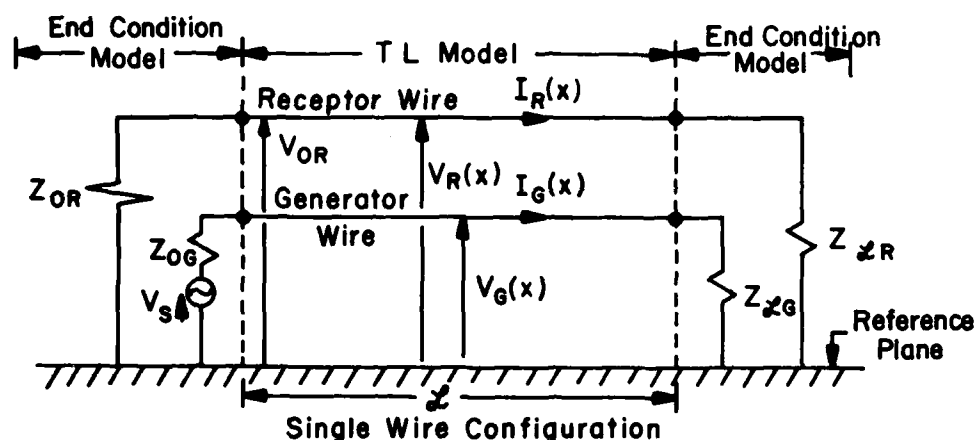 End Condition
Model
T L Model
End Condition
Model
Receptor Wire
I_R(x)
V_OR
V_R(x)
Z_OR
Generator
Wire
I_G(x)
Z_OG
V_S
V_G(x)
Z_ℒR
Z_ℒG
Reference
Plane
ℒ
Single Wire Configuration